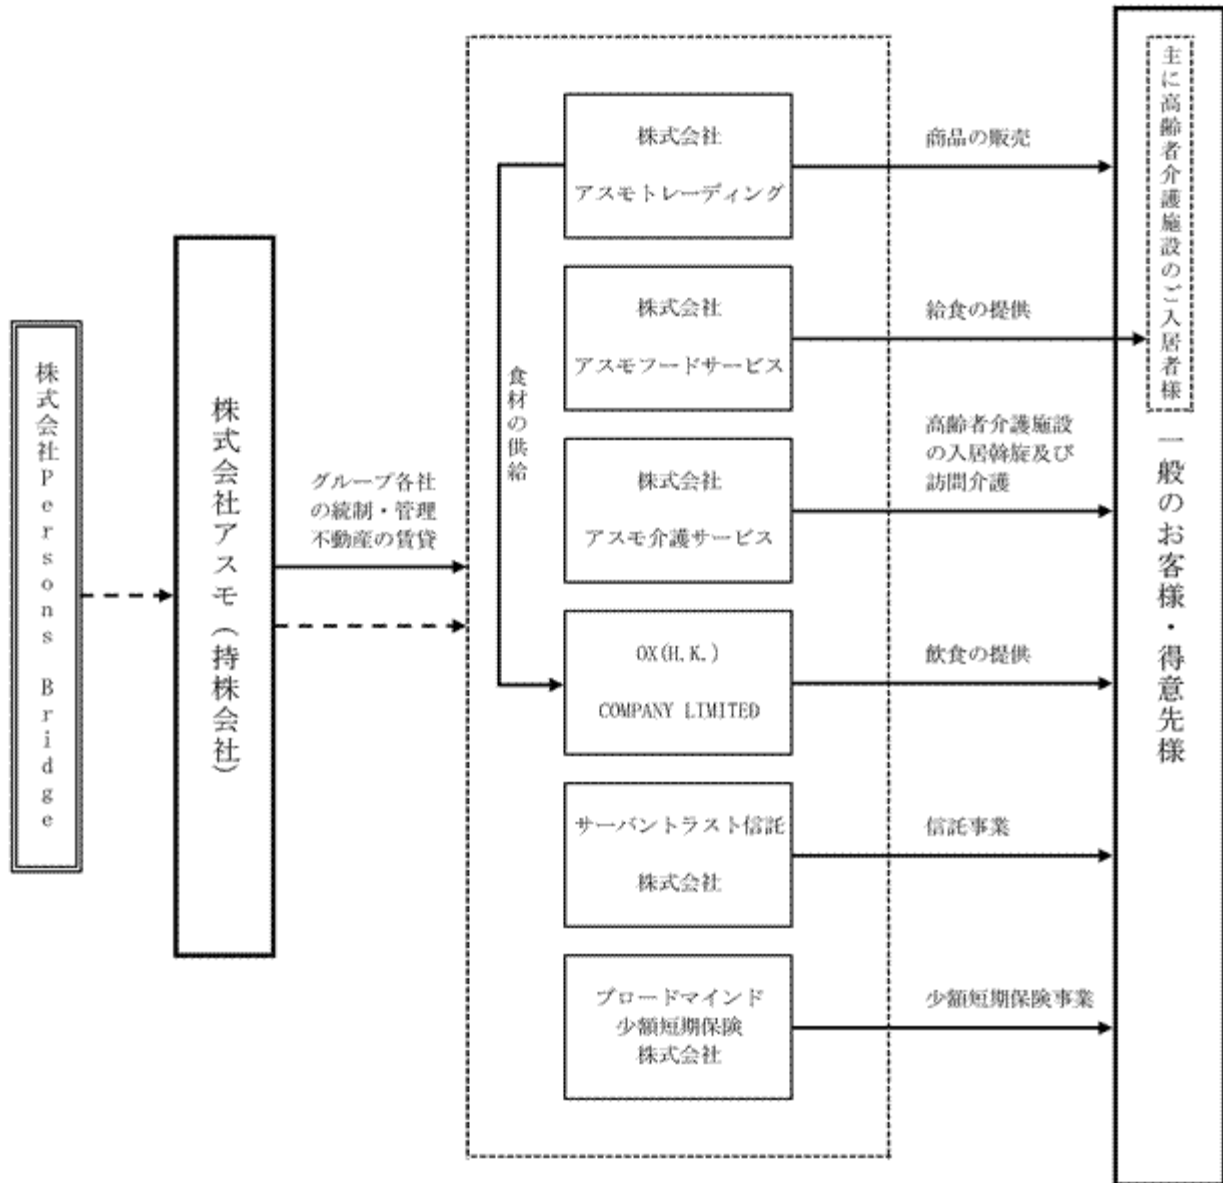 株式会社Persons Bridge
株式会社アスモ（持株会社）
グループ各社
の統制・管理
不動産の賃貸
食材の供給
株式会社
アスモトレーディング
商品の販売
株式会社
アスモフードサービス
給食の提供
株式会社
アスモ介護サービス
高齢者介護施設
の入居斡旋及び
訪問介護
OX(H.K.)
COMPANY LIMITED
飲食の提供
サーバントラスト信託
株式会社
信託事業
ブロードマインド
少額短期保険
株式会社
少額短期保険事業
主に高齢者介護施設のご入居者様
一般のお客様・得意先様